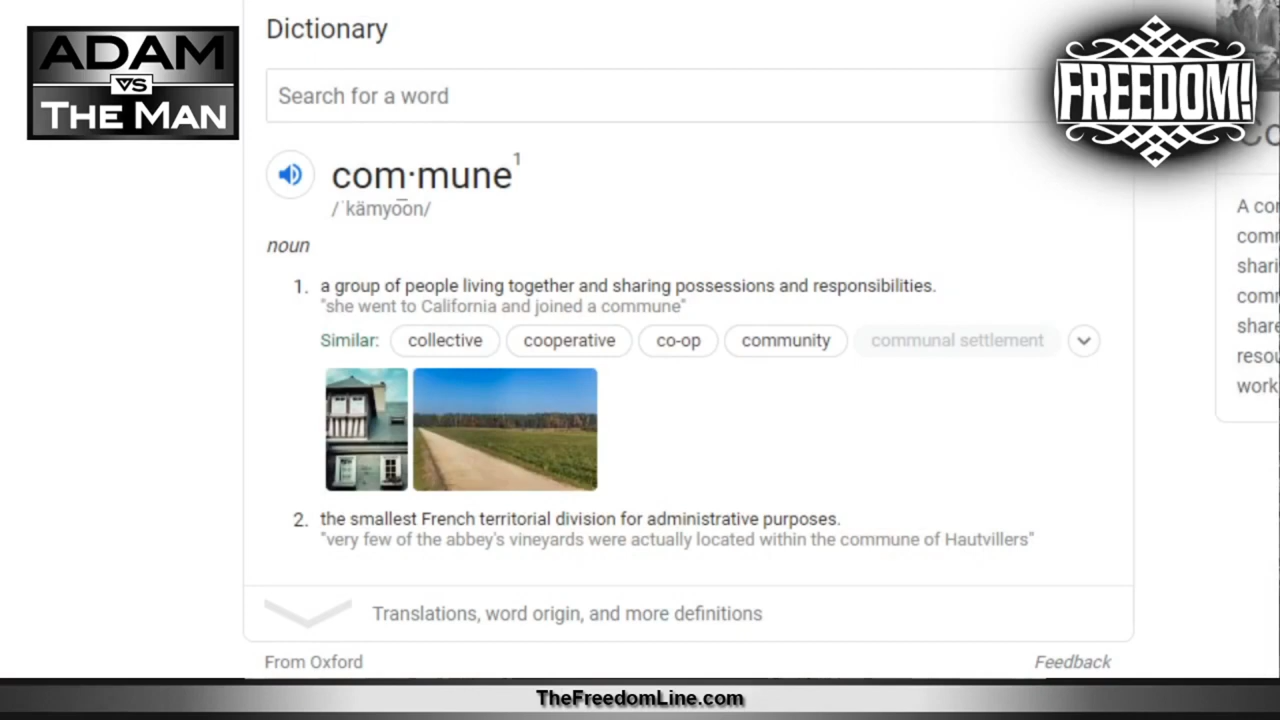 ADAM
VS
THE MAN
FREEDOM!
Dictionary
Search for a word
com·mune¹
/ˈkämyo͞on/
noun
1. a group of people living together and sharing possessions and responsibilities.
"she went to California and joined a commune"
Similar: collective cooperative co-op community communal settlement
2. the smallest French territorial division for administrative purposes.
"very few of the abbey's vineyards were actually located within the commune of Hautvillers"
Translations, word origin, and more definitions
From Oxford
Feedback
A
TheFreedomLine.com